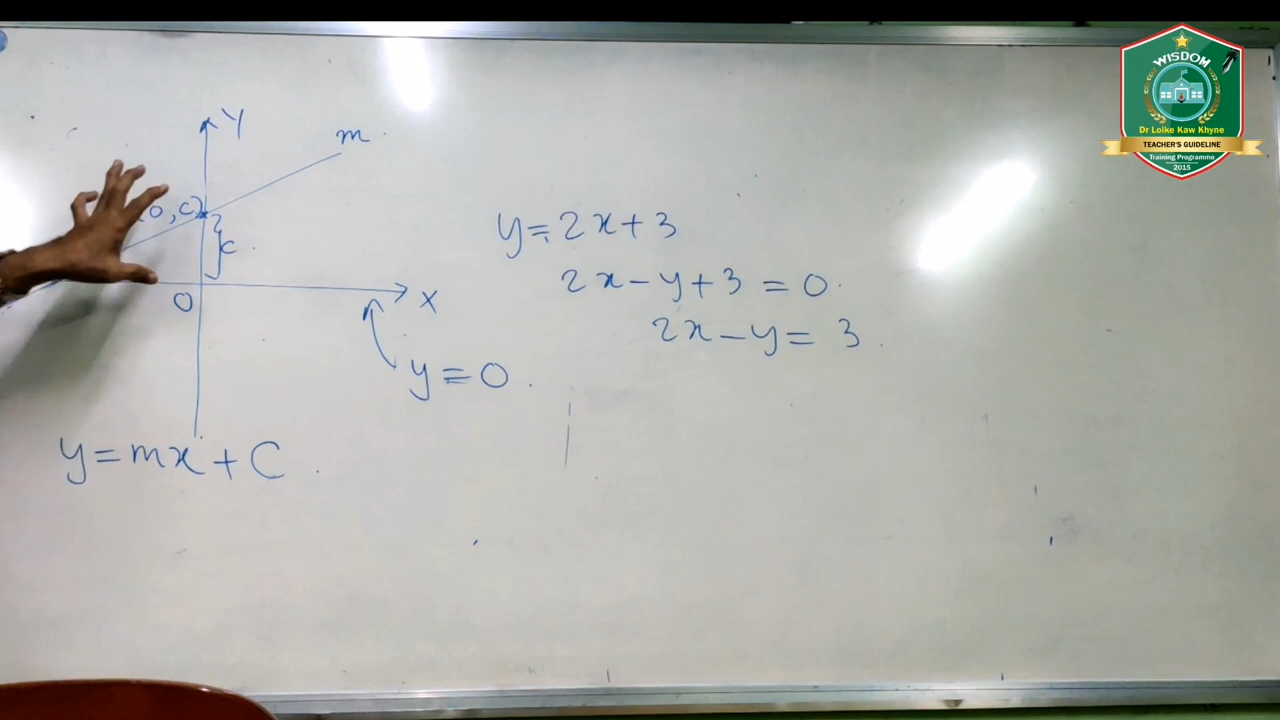 Y
m
(0, C)
C
O
X
y = 0
y = mx + C
y = 2x + 3
2x - y + 3 = 0
2x - y = 3
WISDOM
Dr Loike Kaw Khyne
TEACHER'S GUIDELINE
Training Programme
2015